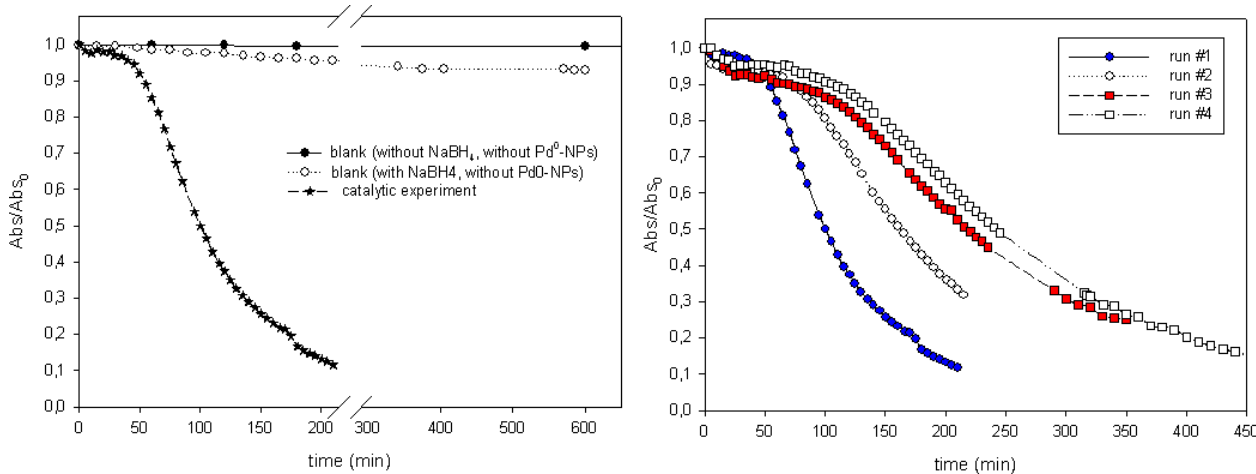 1,0
0,9
0,8
0,7
0,6
0,5
0,4
0,3
0,2
0,1
0,0
Abs/Abs0
blank (without NaBH4, without Pd0-NPs)
blank (with NaBH4, without Pd0-NPs)
catalytic experiment
0 50 100 150 200 300 400 500 600
time (min)
1,0
0,9
0,8
0,7
0,6
0,5
0,4
0,3
0,2
0,1
0,0
Abs/Abs0
run #1
run #2
run #3
run #4
0 50 100 150 200 250 300 350 400 450
time (min)